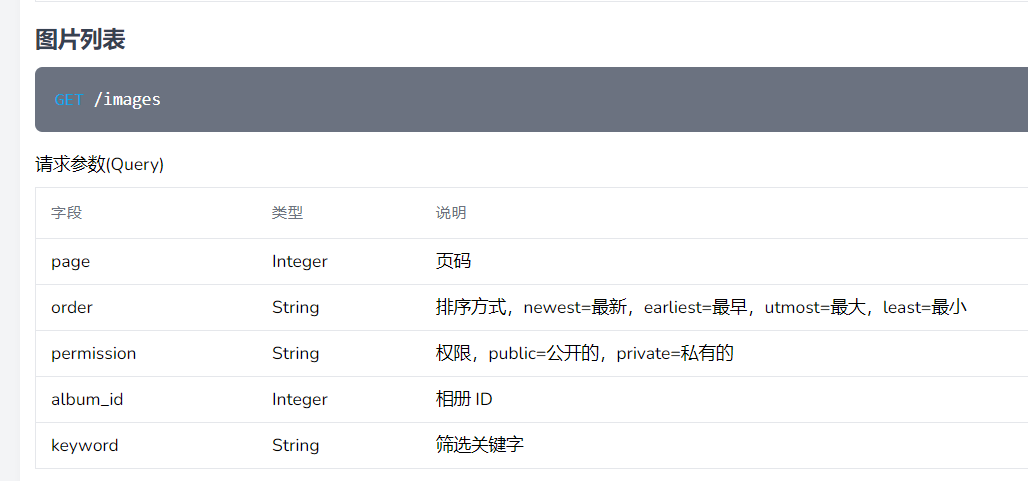 图片列表
GET /images
请求参数(Query)
字段 类型 说明
page Integer 页码
order String 排序方式，newest=最新，earliest=最早，utmost=最大，least=最小
permission String 权限，public=公开的，private=私有的
album_id Integer 相册 ID
keyword String 筛选关键字